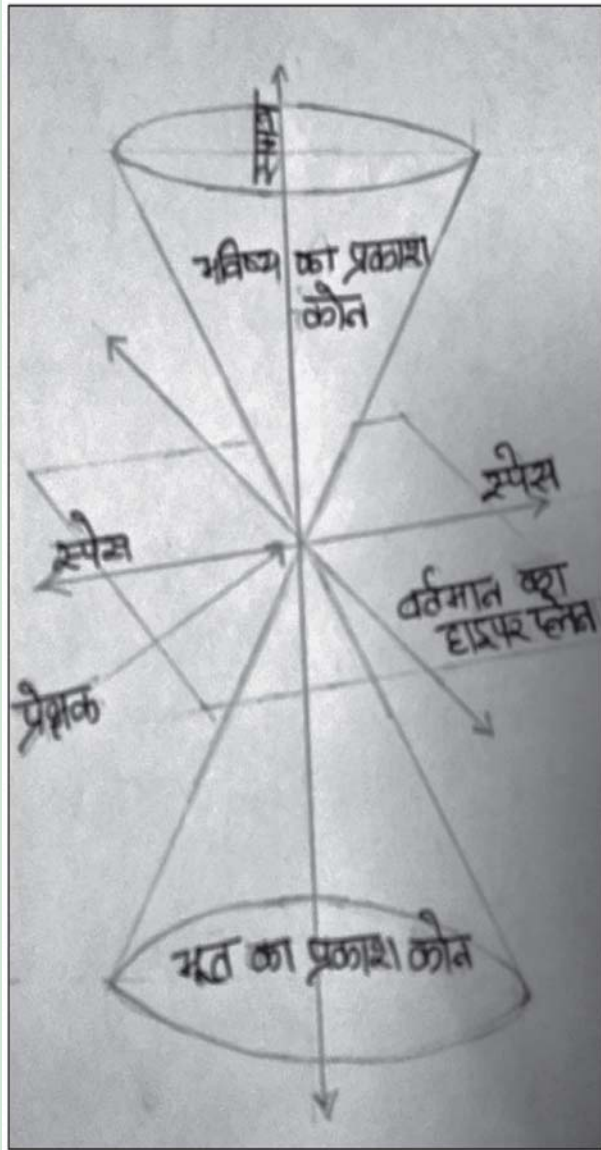 समय
भविष्य का प्रकाश
कोन
स्पेस
स्पेस
वर्तमान का
हाइपर प्लेन
प्रेक्षक
भूत का प्रकाश कोन